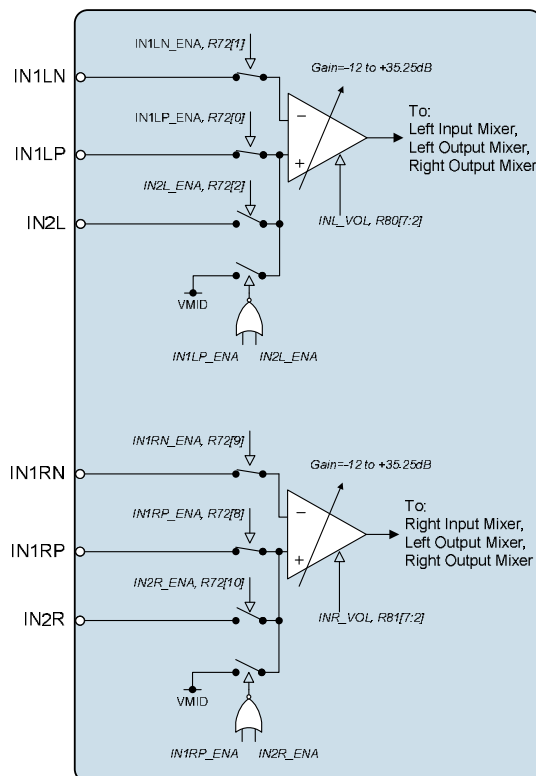 IN1LN_ENA, R72[1]
Gain=-12 to +35.25dB
IN1LN
IN1LP_ENA, R72[0]
To:
Left Input Mixer,
Left Output Mixer,
Right Output Mixer
−
IN1LP
+
IN2L_ENA, R72[2]
IN2L
INL_VOL, R80[7:2]
VMID
IN1LP_ENA
IN2L_ENA
IN1RN_ENA, R72[9]
Gain=-12 to +35.25dB
IN1RN
IN1RP_ENA, R72[8]
To:
Right Input Mixer,
Left Output Mixer,
Right Output Mixer
−
IN1RP
+
IN2R_ENA, R72[10]
IN2R
INR_VOL, R81[7:2]
VMID
IN1RP_ENA
IN2R_ENA